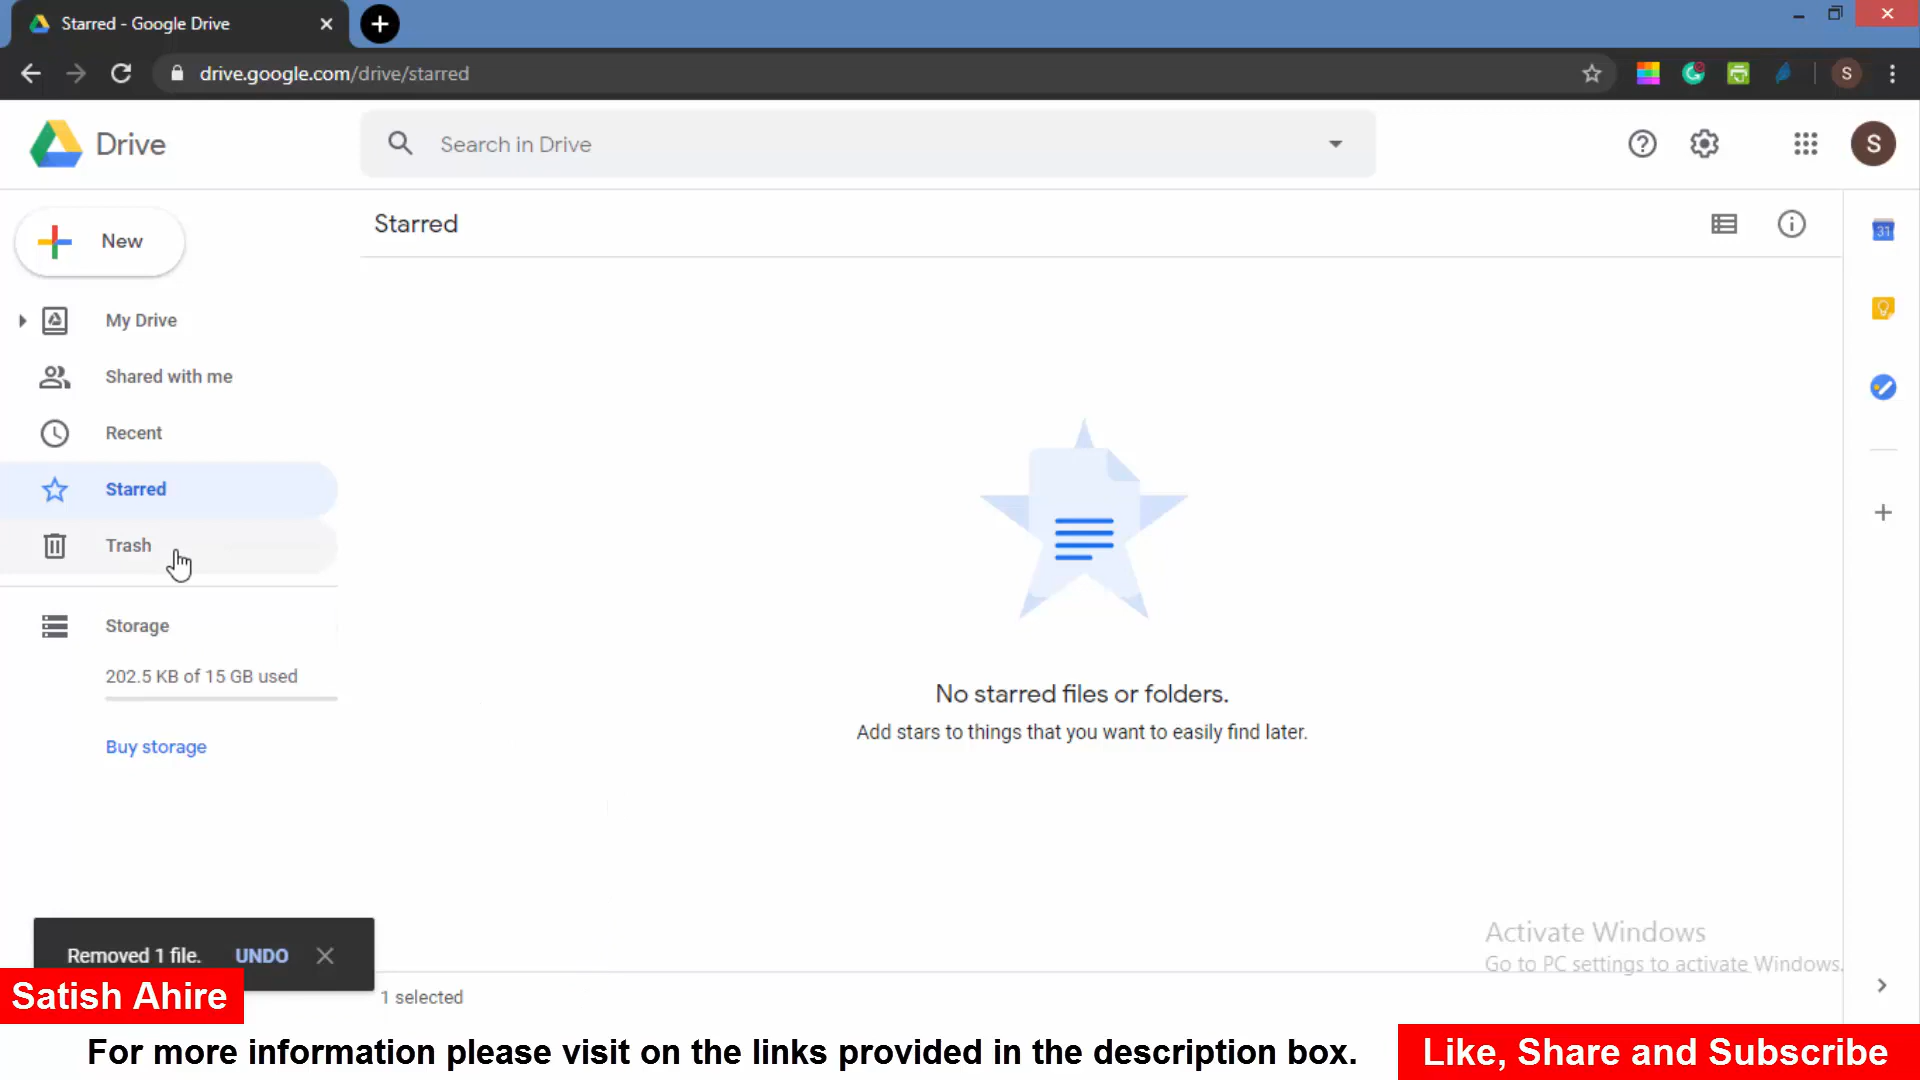 Starred - Google Drive
drive.google.com/drive/starred
S
Drive
Search in Drive
S
New
Starred
31
My Drive
Shared with me
Recent
Starred
Trash
Storage
202.5 KB of 15 GB used
Buy storage
No starred files or folders.
Add stars to things that you want to easily find later.
Activate Windows
Go to PC settings to activate Windows.
Removed 1 file. UNDO
1 selected
Satish Ahire
For more information please visit on the links provided in the description box.
Like, Share and Subscribe